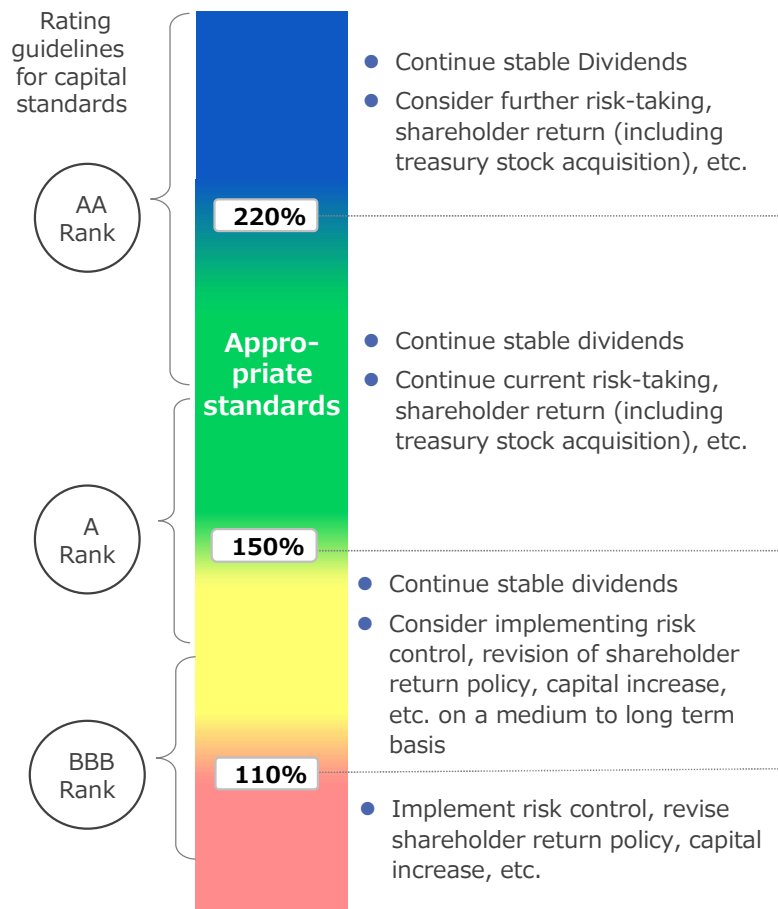 Rating
guidelines
for capital
standards
● Continue stable Dividends
● Consider further risk-taking,
shareholder return (including
treasury stock acquisition), etc.
AA
Rank
220%
Appro-
priate
standards
● Continue stable dividends
● Continue current risk-taking,
shareholder return (including
treasury stock acquisition), etc.
A
Rank
150%
● Continue stable dividends
● Consider implementing risk
control, revision of shareholder
return policy, capital increase,
etc. on a medium to long term
basis
BBB
Rank
110%
● Implement risk control, revise
shareholder return policy, capital
increase, etc.